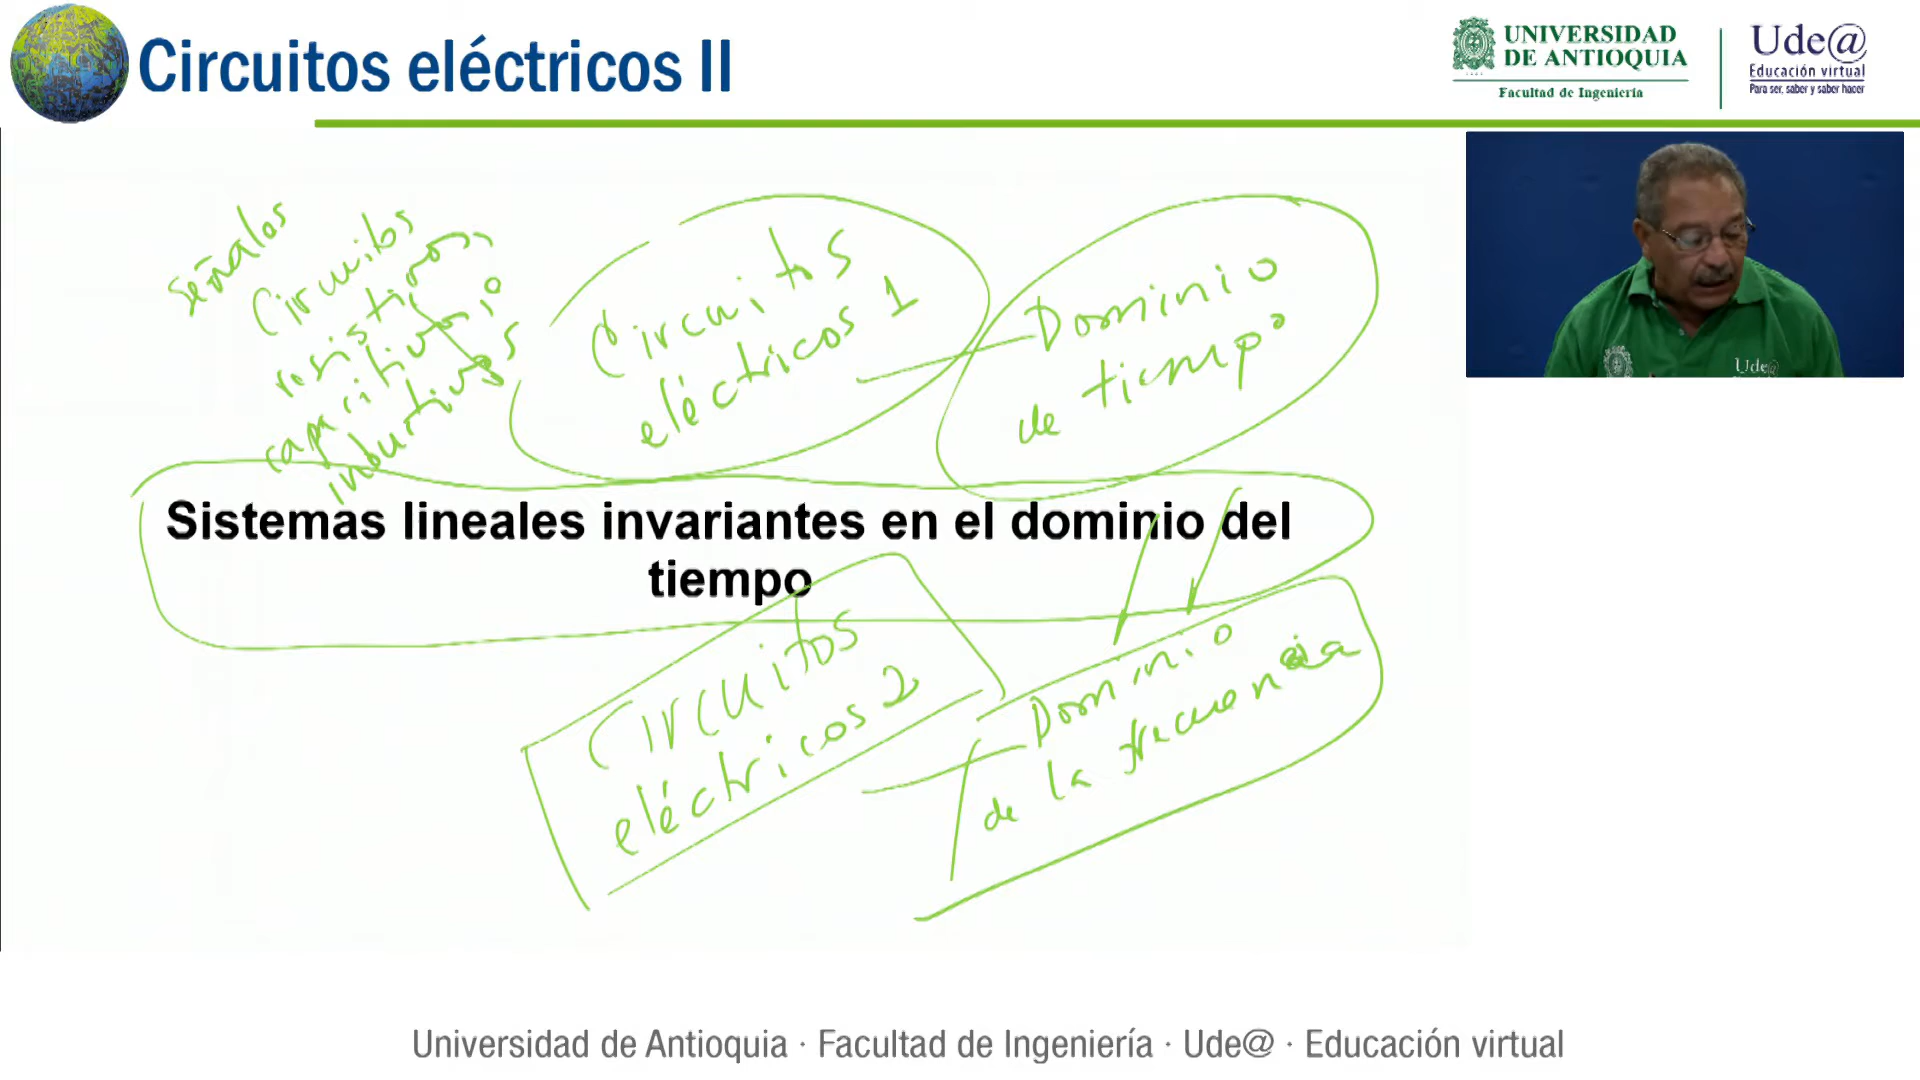 Circuitos eléctricos II
UNIVERSIDAD
DE ANTIOQUIA
Facultad de Ingeniería
Ude@
Educación virtual
Para ser, saber y saber hacer
Señales
Circuitos
resistivos,
capacitivos
inductivos
Circuitos
eléctricos 1
Dominio
de tiempo
Sistemas lineales invariantes en el dominio del
tiempo
Circuitos
eléctricos 2
Dominio
de la frecuencia
Ude@
Universidad de Antioquia · Facultad de Ingeniería · Ude@ · Educación virtual